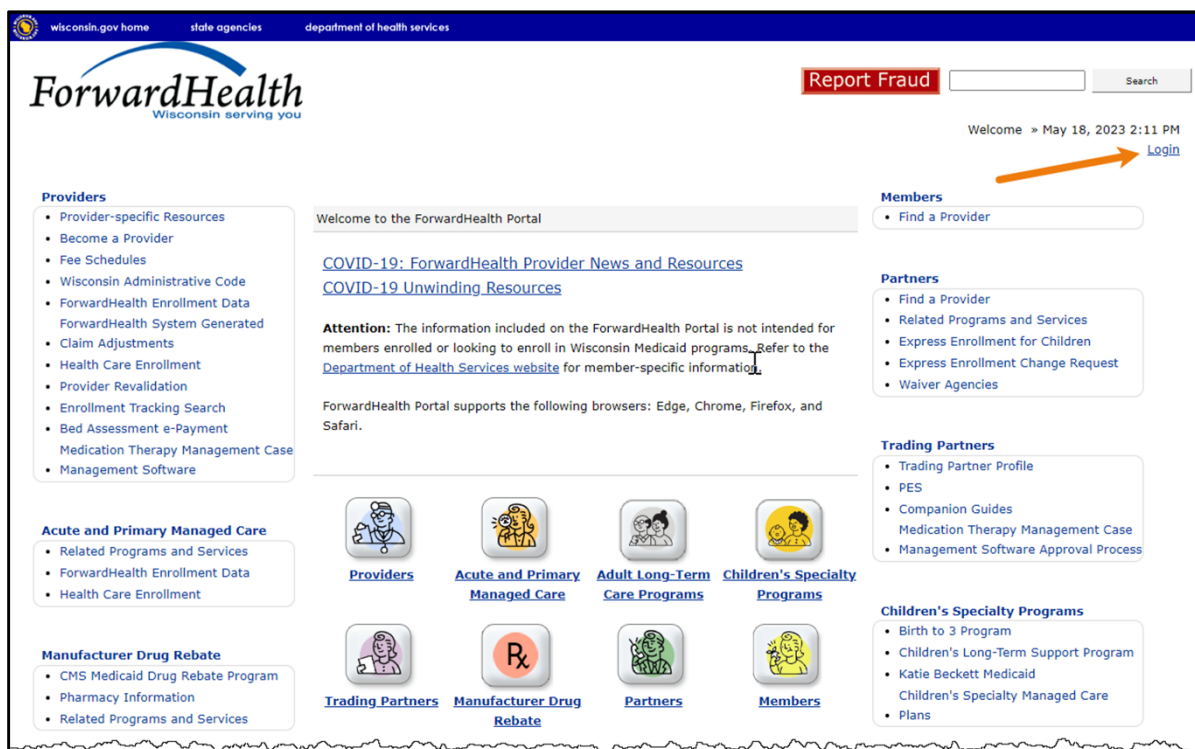 wisconsin.gov home state agencies department of health services
ForwardHealth
Wisconsin serving you
Report Fraud
Search
Welcome » May 18, 2023 2:11 PM
Login
Providers
• Provider-specific Resources
• Become a Provider
• Fee Schedules
• Wisconsin Administrative Code
• ForwardHealth Enrollment Data
ForwardHealth System Generated
• Claim Adjustments
• Health Care Enrollment
• Provider Revalidation
• Enrollment Tracking Search
• Bed Assessment e-Payment
Medication Therapy Management Case
• Management Software
Acute and Primary Managed Care
• Related Programs and Services
• ForwardHealth Enrollment Data
• Health Care Enrollment
Manufacturer Drug Rebate
• CMS Medicaid Drug Rebate Program
• Pharmacy Information
• Related Programs and Services
Welcome to the ForwardHealth Portal
COVID-19: ForwardHealth Provider News and Resources
COVID-19 Unwinding Resources
Attention: The information included on the ForwardHealth Portal is not intended for
members enrolled or looking to enroll in Wisconsin Medicaid programs. Refer to the
Department of Health Services website for member-specific information.
ForwardHealth Portal supports the following browsers: Edge, Chrome, Firefox, and
Safari.
Providers
Acute and Primary
Managed Care
Adult Long-Term
Care Programs
Children's Specialty
Programs
Trading Partners
Rx
Manufacturer Drug
Rebate
Partners
Members
Members
• Find a Provider
Partners
• Find a Provider
• Related Programs and Services
• Express Enrollment for Children
• Express Enrollment Change Request
• Waiver Agencies
Trading Partners
• Trading Partner Profile
• PES
• Companion Guides
Medication Therapy Management Case
• Management Software Approval Process
Children's Specialty Programs
• Birth to 3 Program
• Children's Long-Term Support Program
• Katie Beckett Medicaid
Children's Specialty Managed Care
• Plans